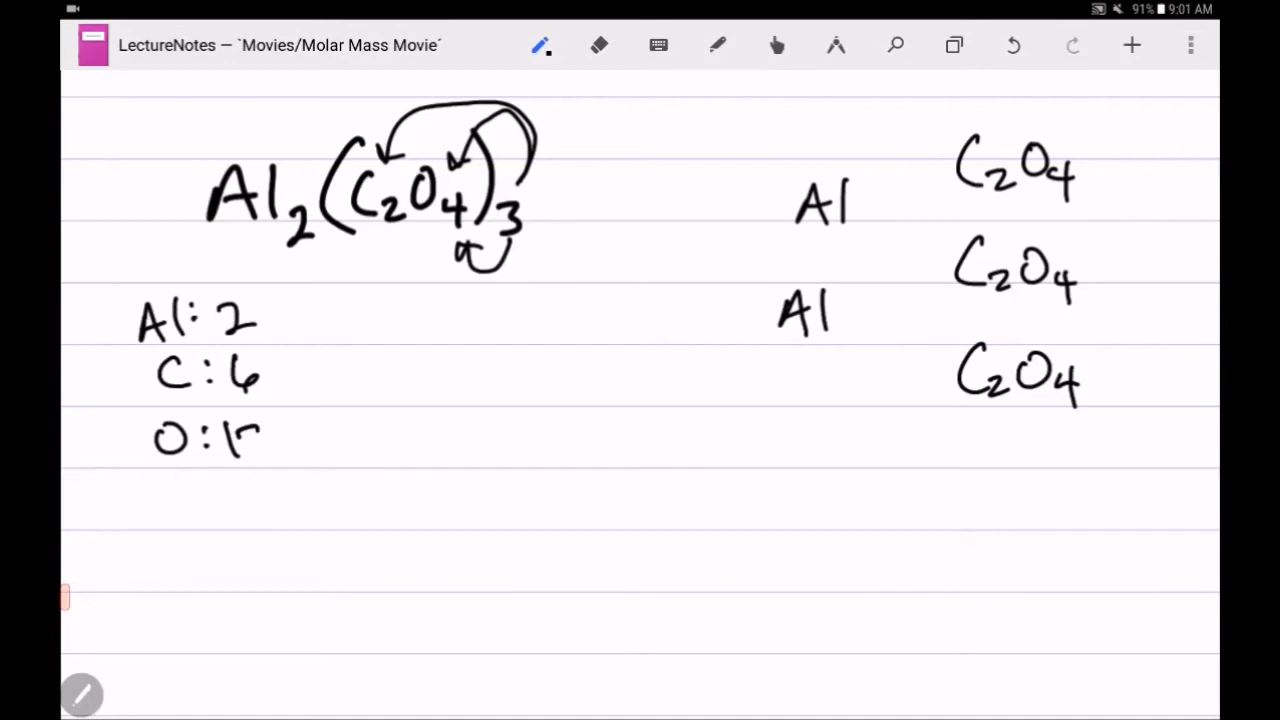 91% 9:01 AM
LectureNotes – `Movies/Molar Mass Movie´
Al₂(C₂O₄)₃
Al C₂O₄
Al C₂O₄
C₂O₄
Al: 2
C: 6
O: 1